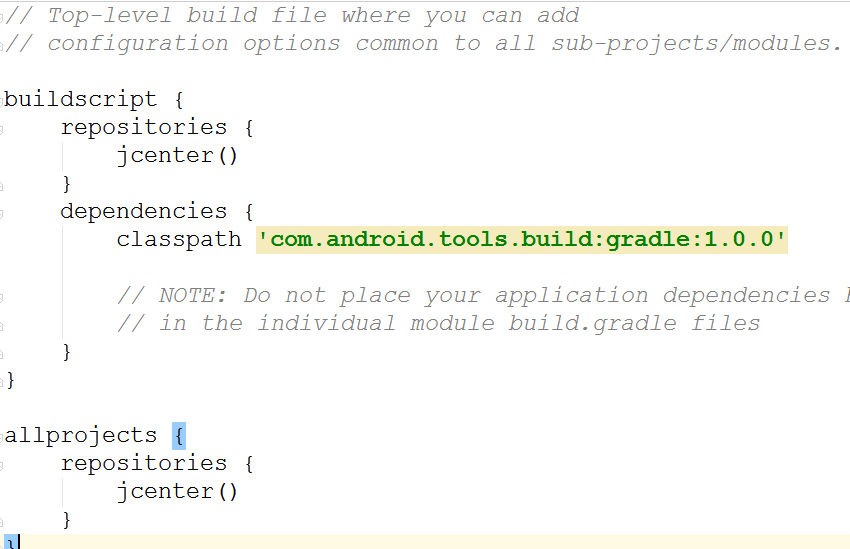 // Top-level build file where you can add
// configuration options common to all sub-projects/modules.
buildscript {
    repositories {
        jcenter()
    }
    dependencies {
        classpath 'com.android.tools.build:gradle:1.0.0'
        // NOTE: Do not place your application dependencies
        // in the individual module build.gradle files
    }
}
allprojects {
    repositories {
        jcenter()
    }
}